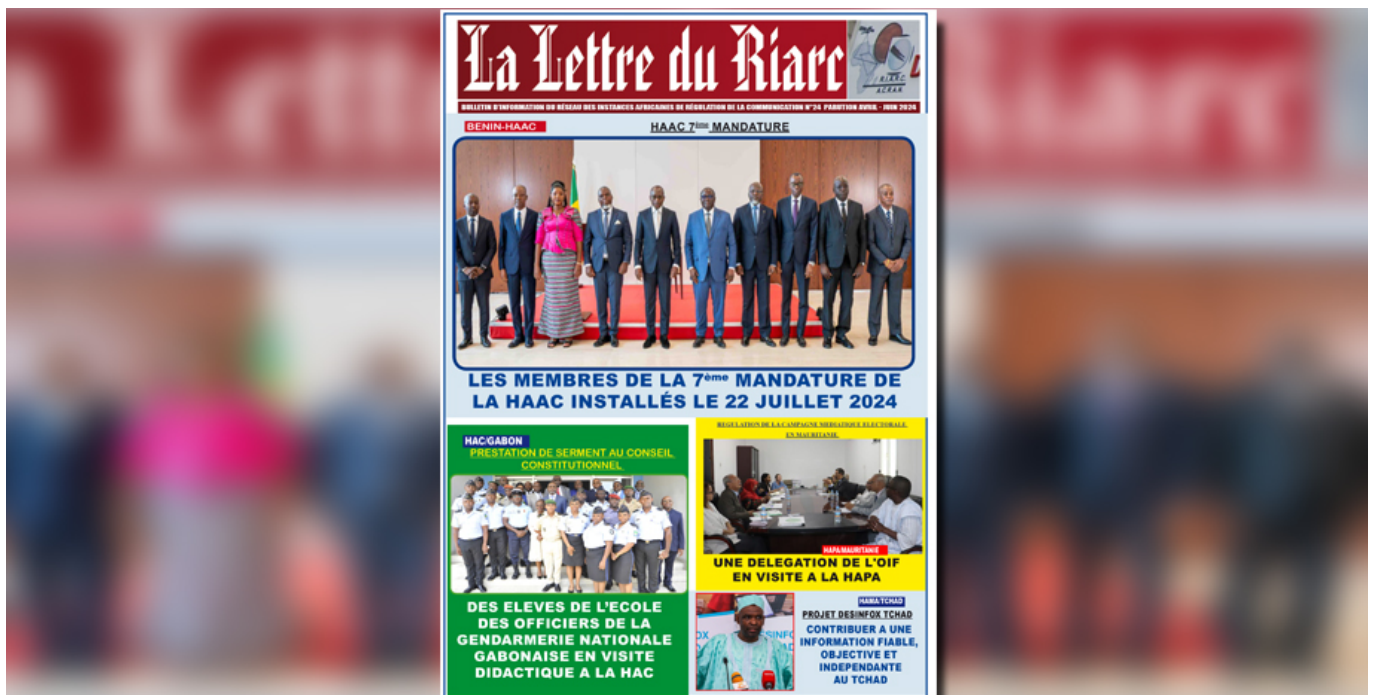 La Lettre du Riarc
RIARC
ACRAN
BULLETIN D'INFORMATION DU RÉSEAU DES INSTANCES AFRICAINES DE RÉGULATION DE LA COMMUNICATION N°24 PARUTION AVRIL - JUIN 2024
BENIN-HAAC
HAAC 7ème MANDATURE
LES MEMBRES DE LA 7ème MANDATURE DE
LA HAAC INSTALLÉS LE 22 JUILLET 2024
HAC/GABON
PRESTATION DE SERMENT AU CONSEIL
CONSTITUTIONNEL
DES ELEVES DE L'ECOLE
DES OFFICIERS DE LA
GENDARMERIE NATIONALE
GABONAISE EN VISITE
DIDACTIQUE A LA HAC
REGULATION DE LA CAMPAGNE MEDIATIQUE ELECTORALE
EN MAURITANIE
HAPA/MAURITANIE
UNE DELEGATION DE L'OIF
EN VISITE A LA HAPA
HAMA/TCHAD
PROJET DESINFOX TCHAD
CONTRIBUER A UNE
INFORMATION FIABLE,
OBJECTIVE ET
INDEPENDANTE
AU TCHAD